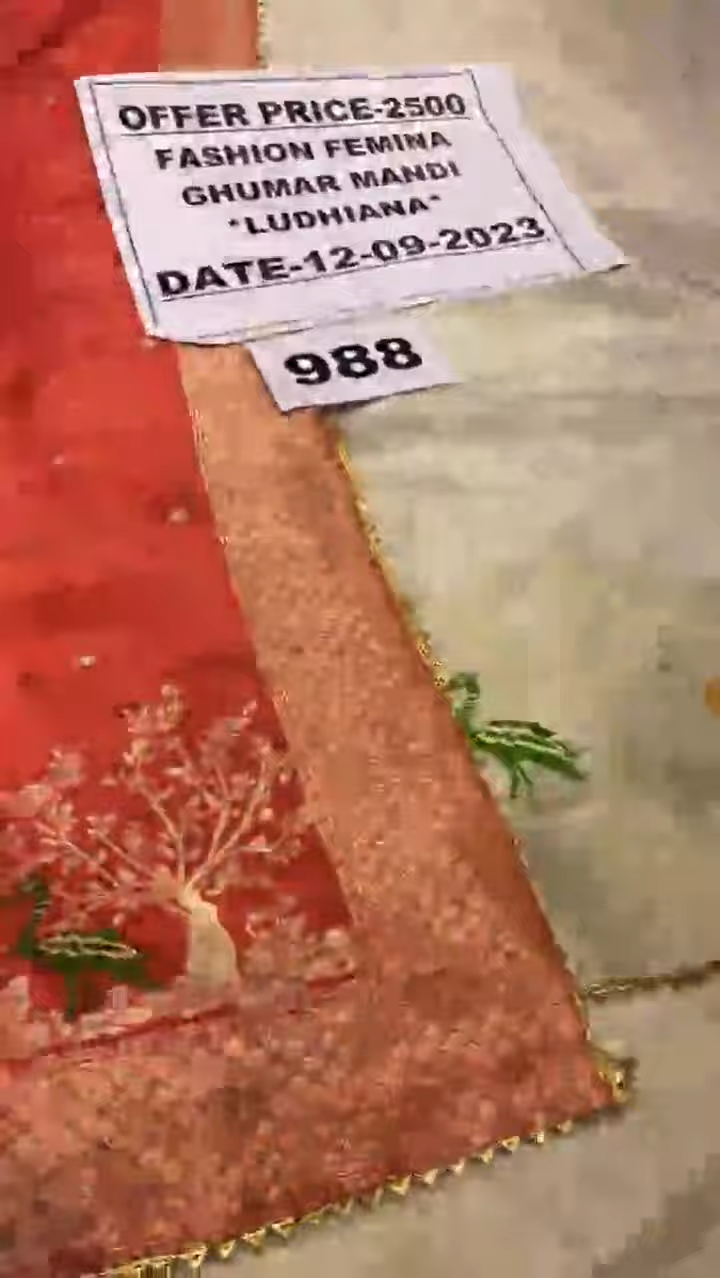 OFFER PRICE-2500
FASHION FEMINA
GHUMAR MANDI
"LUDHIANA"
DATE-12-09-2023
988